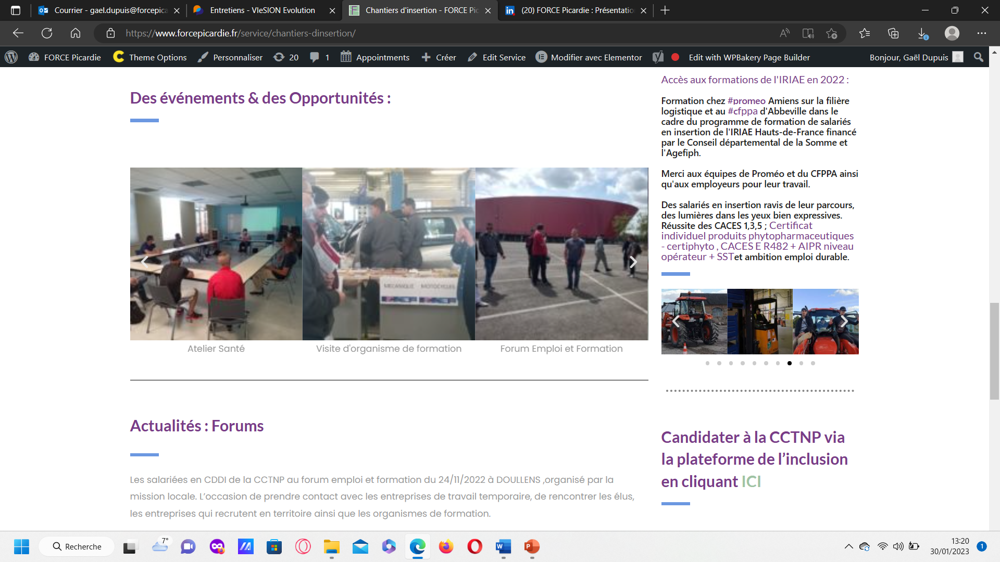 Courrier - gael.dupuis@forcepica
Entretiens - VIeSION Evolution
Chantiers d'insertion - FORCE Pic
(20) FORCE Picardie : Présentatio
https://www.forcepicardie.fr/service/chantiers-dinsertion/
FORCE Picardie Theme Options Personnaliser 20 1 Appointments Créer Edit Service Modifier avec Elementor Edit with WPBakery Page Builder Bonjour, Gaël Dupuis
Des événements & des Opportunités :
Atelier Santé
Visite d'organisme de formation
MECANIQUE MOTOCYCLES
Forum Emploi et Formation
Actualités : Forums
Les salariées en CDDI de la CCTNP au forum emploi et formation du 24/11/2022 à DOULLENS ,organisé par la
mission locale. L’occasion de prendre contact avec les entreprises de travail temporaire, de rencontrer les élus,
les entreprises qui recrutent en territoire ainsi que les organismes de formation.
Accès aux formations de l'IRIAE en 2022 :
Formation chez #promeo Amiens sur la filière
logistique et au #cfppa d'Abbeville dans le
cadre du programme de formation de salariés
en insertion de l'IRIAE Hauts-de-France financé
par le Conseil départemental de la Somme et
l'Agefiph.
Merci aux équipes de Proméo et du CFPPA ainsi
qu'aux employeurs pour leur travail.
Des salariés en insertion ravis de leur parcours,
des lumières dans les yeux bien expressives.
Réussite des CACES 1,3,5 ; Certificat
individuel produits phytopharmaceutiques
- certiphyto , CACES E R482 + AIPR niveau
opérateur + SSTet ambition emploi durable.
Candidater à la CCTNP via
la plateforme de l’inclusion
en cliquant ICI
Recherche
7°
13:20
30/01/2023
1